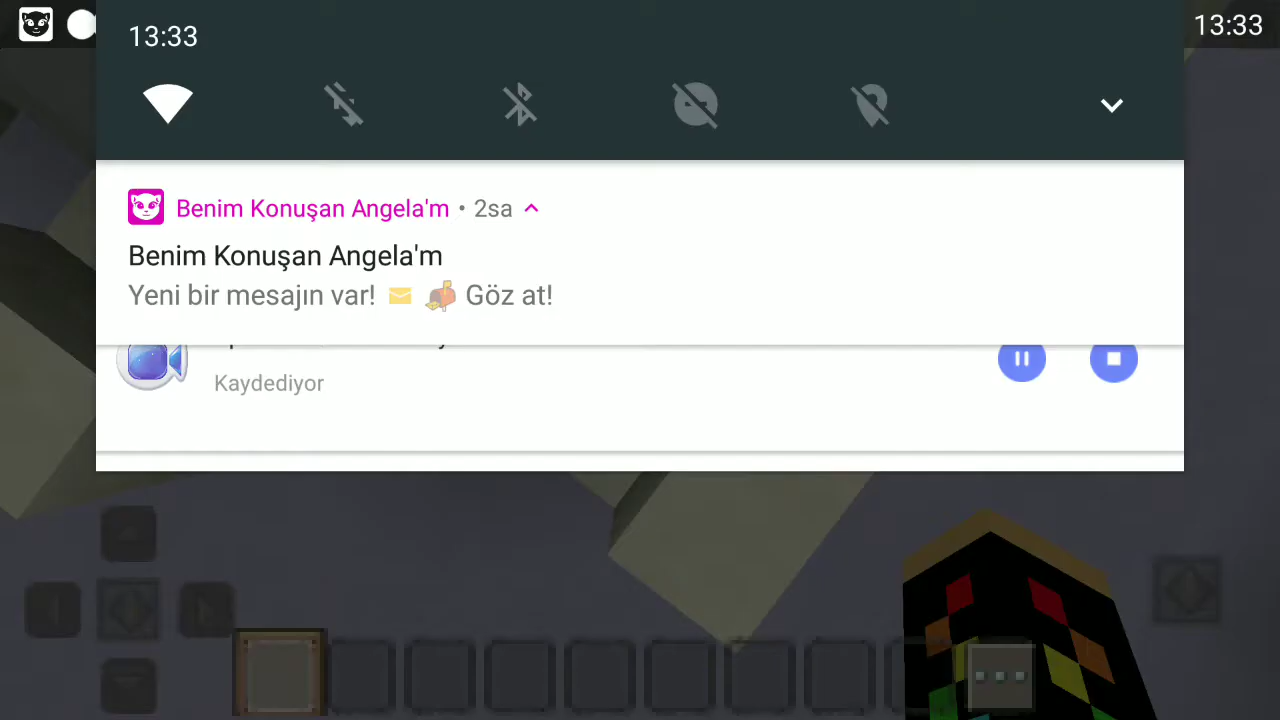 13:33
13:33
Benim Konuşan Angela'm • 2sa
Benim Konuşan Angela'm
Yeni bir mesajın var! ✉️ 📬 Göz at!
Kaydediyor